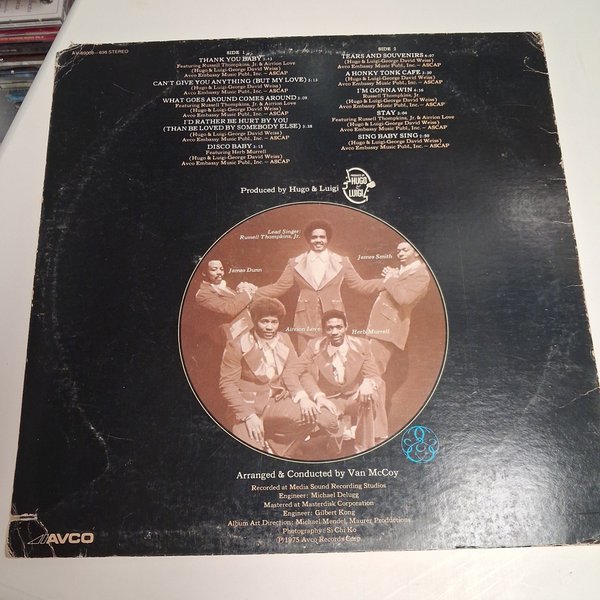 AV-69008-698 STEREO
SIDE 1
THANK YOU BABY 3:43
Featuring Russell Thompkins, Jr. & Airrion Love
(Hugo & Luigi-George David Weiss)
Avco Embassy Music Publ., Inc. — ASCAP
CAN'T GIVE YOU ANYTHING (BUT MY LOVE) 3:13
(Hugo & Luigi-George David Weiss)
Avco Embassy Music Publ., Inc. — ASCAP
WHAT GOES AROUND COMES AROUND
Featuring Russell Thompkins, Jr. & Airrion Love
(Hugo & Luigi-George David Weiss)
Avco Embassy Music Publ., Inc. — ASCAP
I'D RATHER BE HURT BY YOU
(THAN BE LOVED BY SOMEBODY ELSE)
(Hugo & Luigi-George David Weiss)
Avco Embassy Music Publ., Inc. — ASCAP
DISCO BABY
Featuring Herb Murrell
(Hugo & Luigi-George David Weiss)
Avco Embassy Music Publ., Inc. — ASCAP
SIDE 2
TEARS AND SOUVENIRS 6:07
(Hugo & Luigi-George David Weiss)
Avco Embassy Music Publ., Inc. — ASCAP
A HONKY TONK CAFE
(Hugo & Luigi-George David Weiss)
Avco Embassy Music Publ., Inc. — ASCAP
I'M GONNA WIN 4:16
Russell Thompkins, Jr.
(Hugo & Luigi-George David Weiss)
Avco Embassy Music Publ., Inc. — ASCAP
STAY
Featuring Russell Thompkins, Jr. & Airrion Love
(Hugo & Luigi-George David Weiss)
Avco Embassy Music Publ., Inc. — ASCAP
SING BABY SING
(Hugo & Luigi-George David Weiss)
Avco Embassy Music Publ., Inc. — ASCAP
Produced by Hugo & Luigi
HUGO
&
LUIGI
Lead Singer:
Russell Thompkins, Jr.
James Smith
James Dunn
Airrion Love
Herb Murrell
Arranged & Conducted by Van McCoy
Recorded at Media Sound Recording Studios
Engineer: Michael Delugg
Mastered at Masterdisk Corporation
Engineer: Gilbert Kong
Album Art Direction: Michael Mendel, Maurer Productions
Photography: Si Chi Ko
℗ 1975 Avco Records Corp.
AVCO